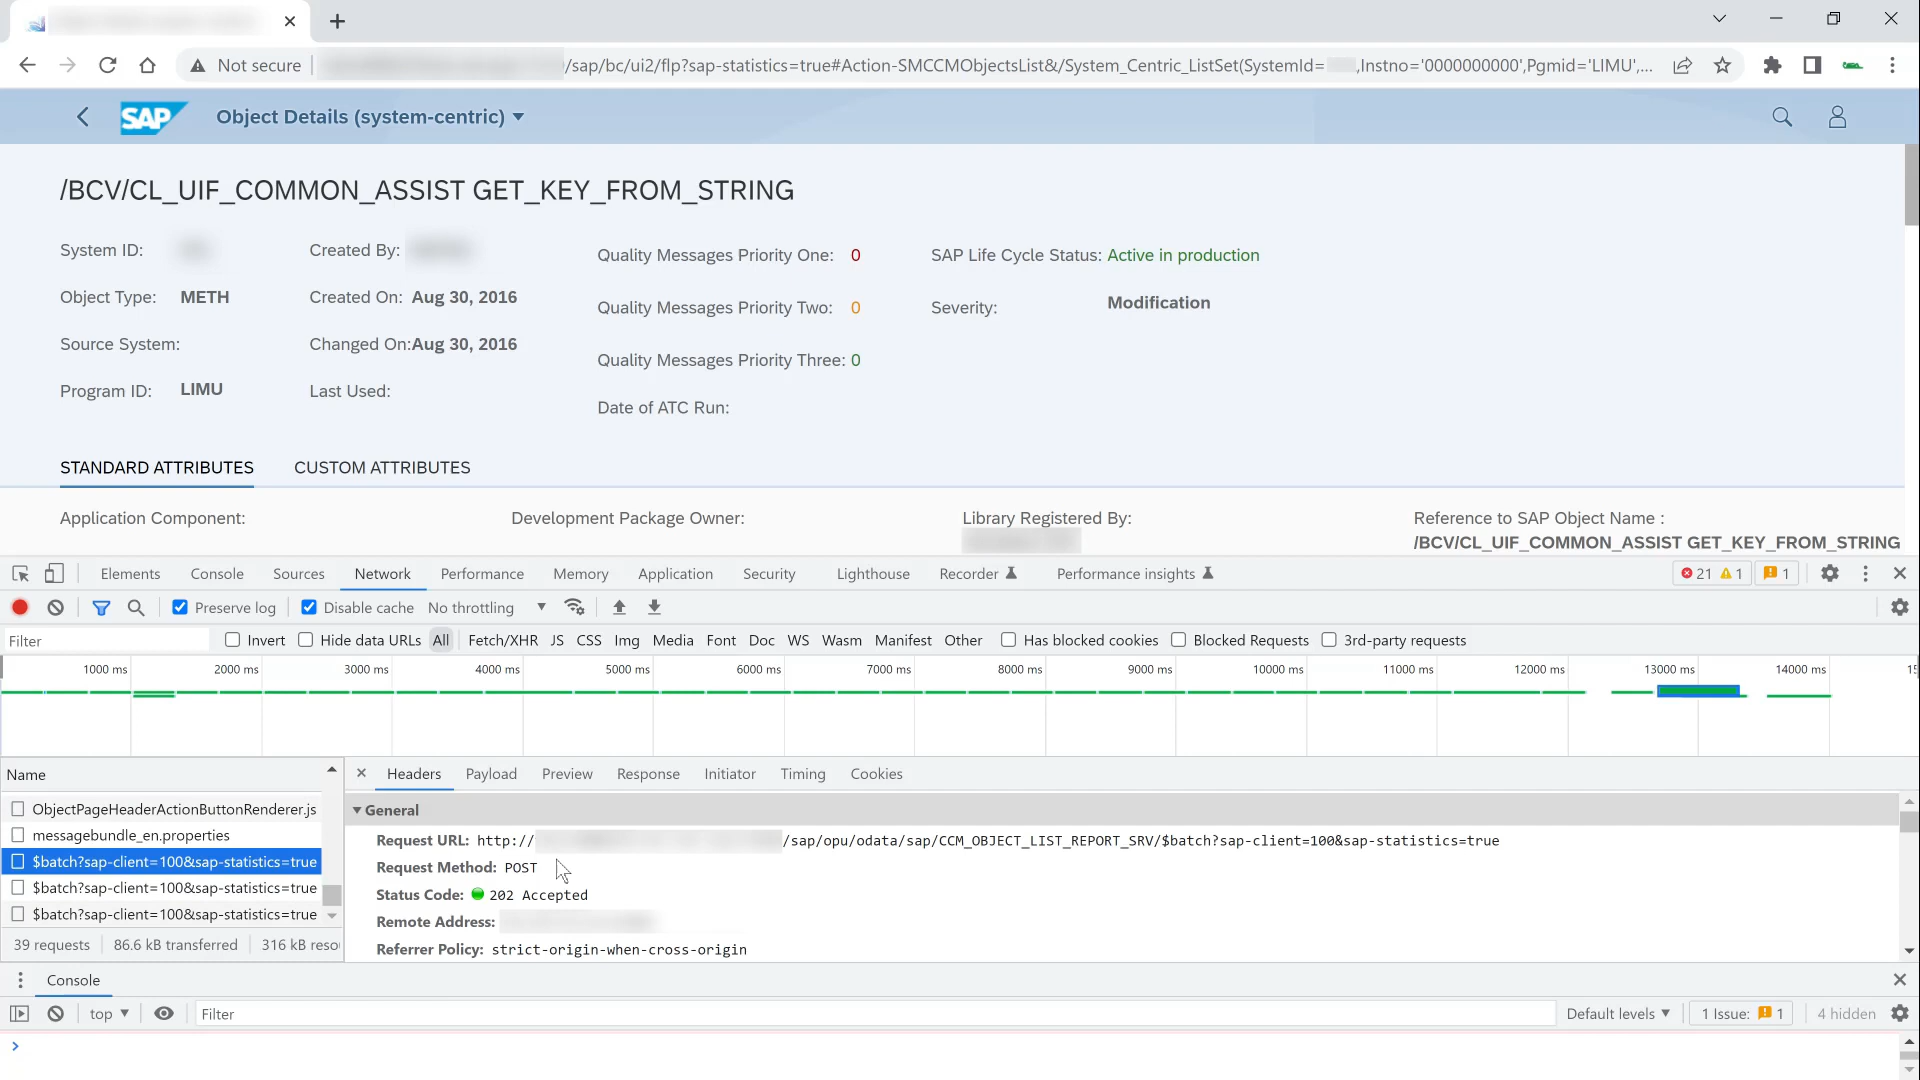 Not secure
/sap/bc/ui2/flp?sap-statistics=true#Action-SMCCMObjectsList&/System_Centric_ListSet(SystemId=
,Instno='0000000000',Pgmid='LIMU',...
SAP Object Details (system-centric)
/BCV/CL_UIF_COMMON_ASSIST GET_KEY_FROM_STRING
System ID:
Object Type: METH
Source System:
Program ID: LIMU
Created By:
Created On: Aug 30, 2016
Changed On:Aug 30, 2016
Last Used:
Quality Messages Priority One: 0
Quality Messages Priority Two: 0
Quality Messages Priority Three: 0
Date of ATC Run:
SAP Life Cycle Status: Active in production
Severity: Modification
STANDARD ATTRIBUTES CUSTOM ATTRIBUTES
Application Component:
Development Package Owner:
Library Registered By:
Reference to SAP Object Name :
/BCV/CL_UIF_COMMON_ASSIST GET_KEY_FROM_STRING
Elements Console Sources Network Performance Memory Application Security Lighthouse Recorder Performance insights 21 1 1
Preserve log Disable cache No throttling
Filter Invert Hide data URLs All Fetch/XHR JS CSS Img Media Font Doc WS Wasm Manifest Other Has blocked cookies Blocked Requests 3rd-party requests
1000 ms 2000 ms 3000 ms 4000 ms 5000 ms 6000 ms 7000 ms 8000 ms 9000 ms 10000 ms 11000 ms 12000 ms 13000 ms 14000 ms
Name
ObjectPageHeaderActionButtonRenderer.js
messagebundle_en.properties
$batch?sap-client=100&sap-statistics=true
$batch?sap-client=100&sap-statistics=true
$batch?sap-client=100&sap-statistics=true
39 requests 86.6 kB transferred 316 kB reso
Headers Payload Preview Response Initiator Timing Cookies
General
Request URL: http:// /sap/opu/odata/sap/CCM_OBJECT_LIST_REPORT_SRV/$batch?sap-client=100&sap-statistics=true
Request Method: POST
Status Code: 202 Accepted
Remote Address:
Referrer Policy: strict-origin-when-cross-origin
Console
top Filter Default levels 1 Issue: 1 4 hidden